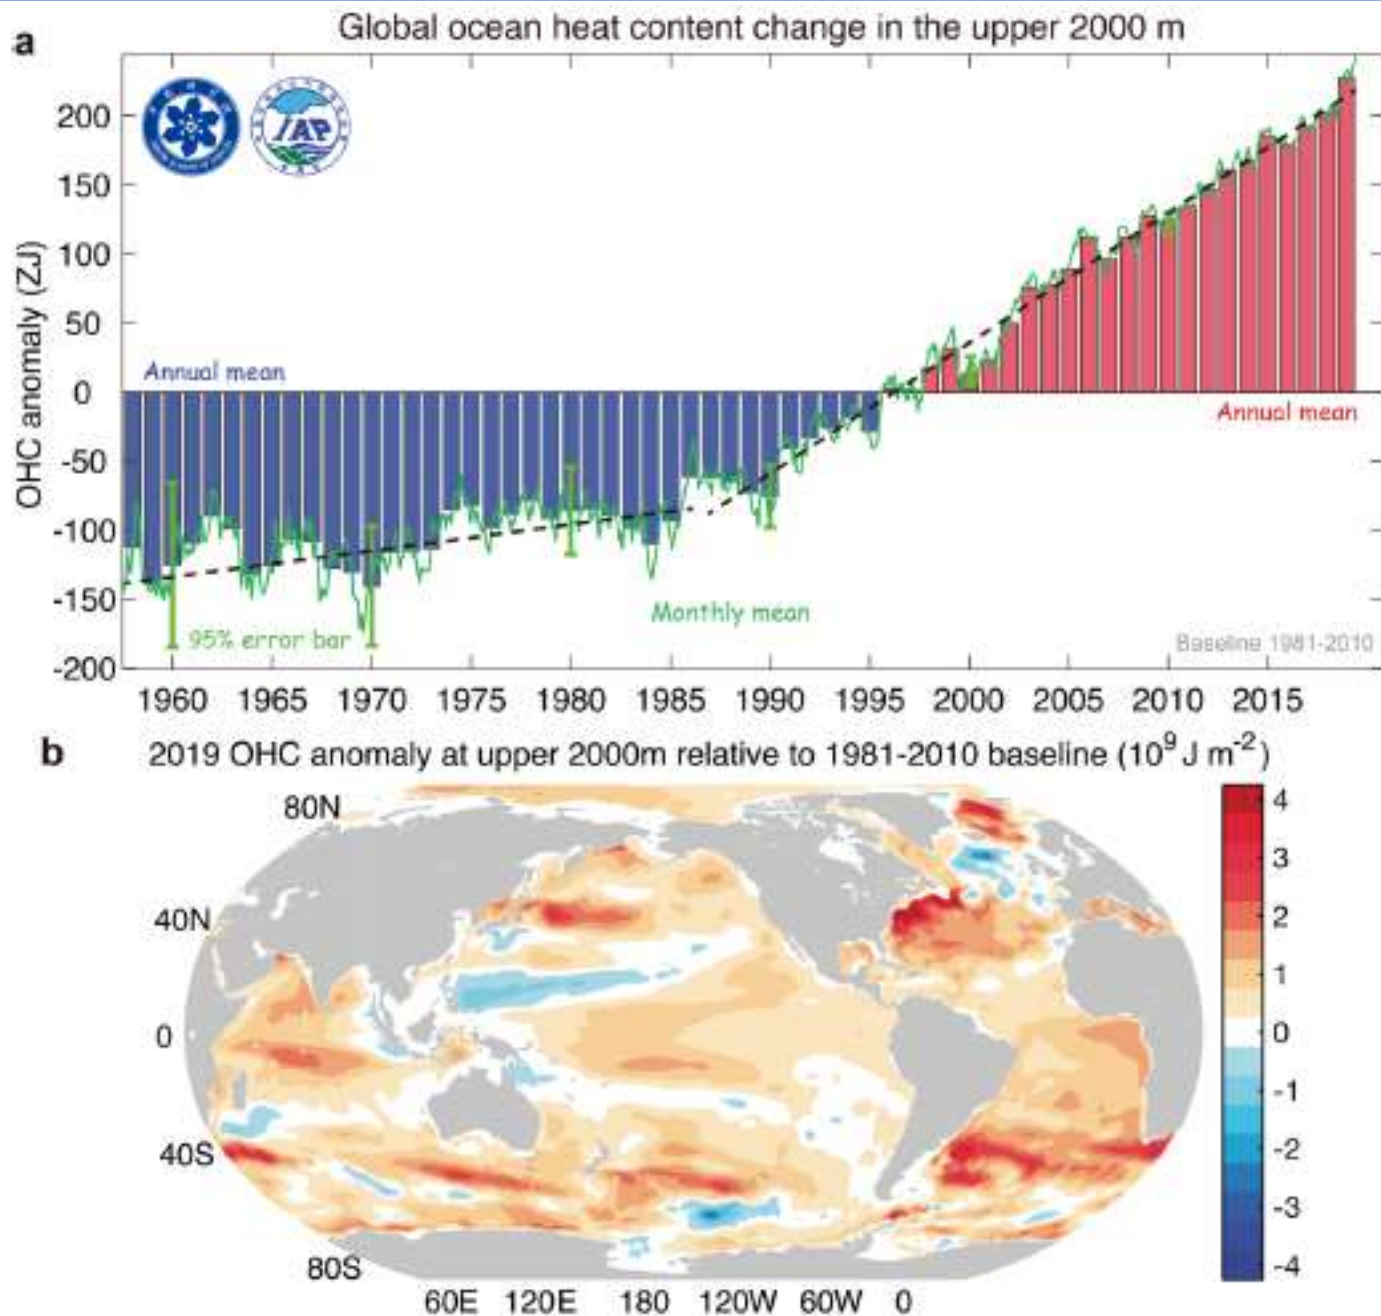 a
Global ocean heat content change in the upper 2000 m
IAP
OHC anomaly (ZJ)
200
150
100
50
0
-50
-100
-150
-200
Annual mean
Annual mean
Monthly mean
95% error bar
Baseline 1981-2010
1960 1965 1970 1975 1980 1985 1990 1995 2000 2005 2010 2015
b
2019 OHC anomaly at upper 2000m relative to 1981-2010 baseline (10⁹ J m⁻²)
80N
40N
0
40S
80S
60E 120E 180 120W 60W 0
4
3
2
1
0
-1
-2
-3
-4